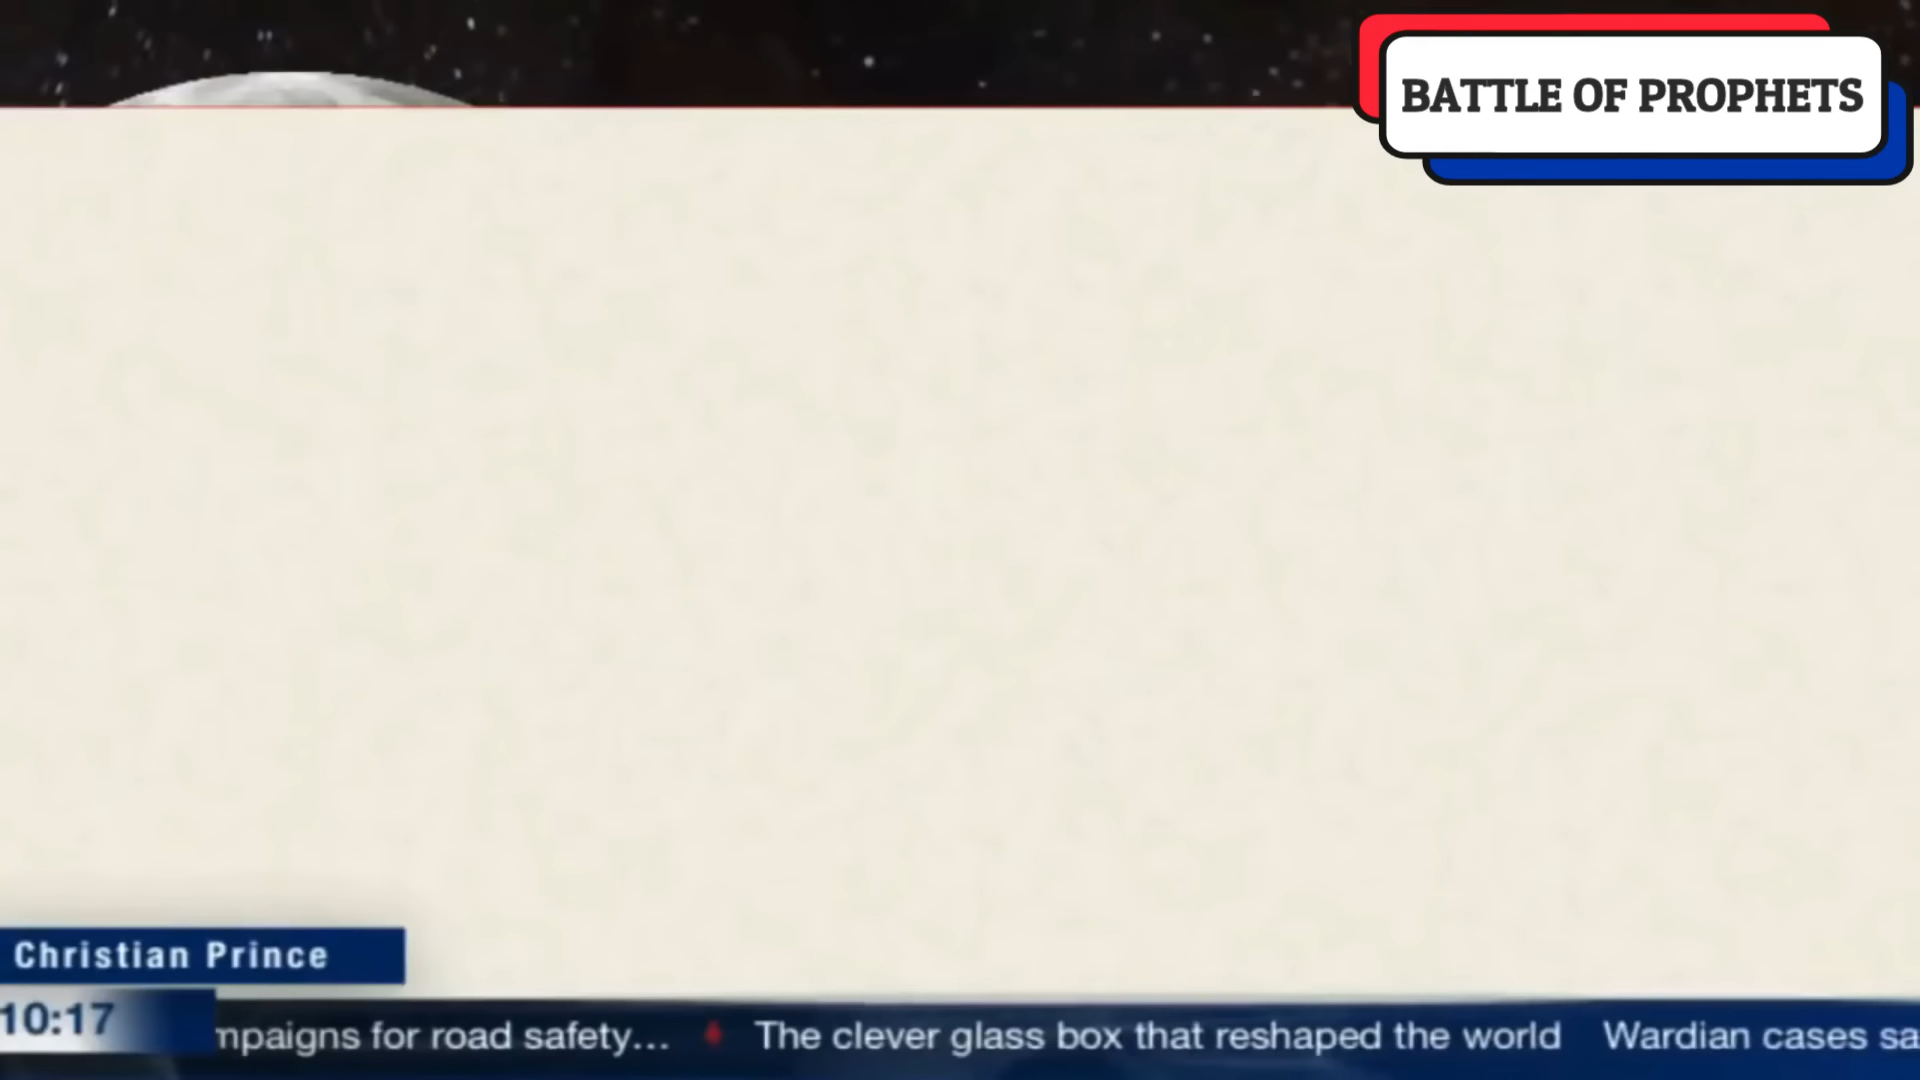 BATTLE OF PROPHETS
Christian Prince
10:17
mpaigns for road safety... The clever glass box that reshaped the world Wardian cases sa